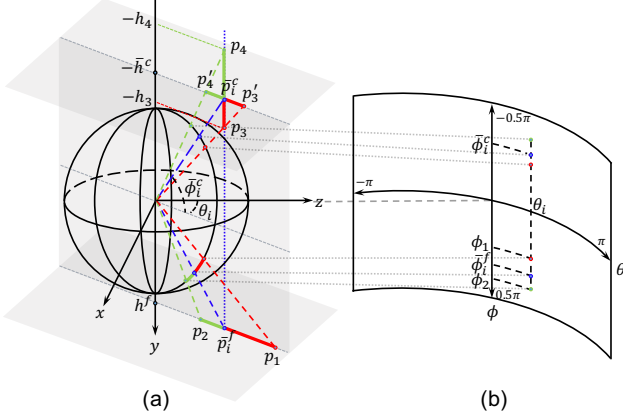 −h₄
p₄
−h̄ᶜ
p₄′ p̄ᵢᶜ p₃′
−h₃
p₃
ϕ̄ᵢᶜ
θᵢ
z
x
hᶠ
y
p₂
p̄ᵢᶠ
p₁
(a)
−0.5π
ϕ̄ᵢᶜ
−π
θᵢ
π
ϕ₁
ϕ̄ᵢᶠ
ϕ₂
0.5π
θ
ϕ
(b)